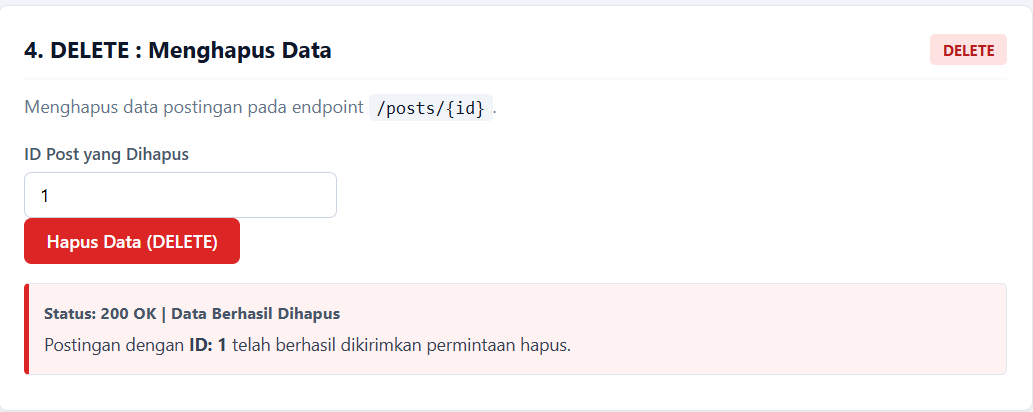 4. DELETE : Menghapus Data
DELETE
Menghapus data postingan pada endpoint /posts/{id}.
ID Post yang Dihapus
1
Hapus Data (DELETE)
Status: 200 OK | Data Berhasil Dihapus
Postingan dengan ID: 1 telah berhasil dikirimkan permintaan hapus.